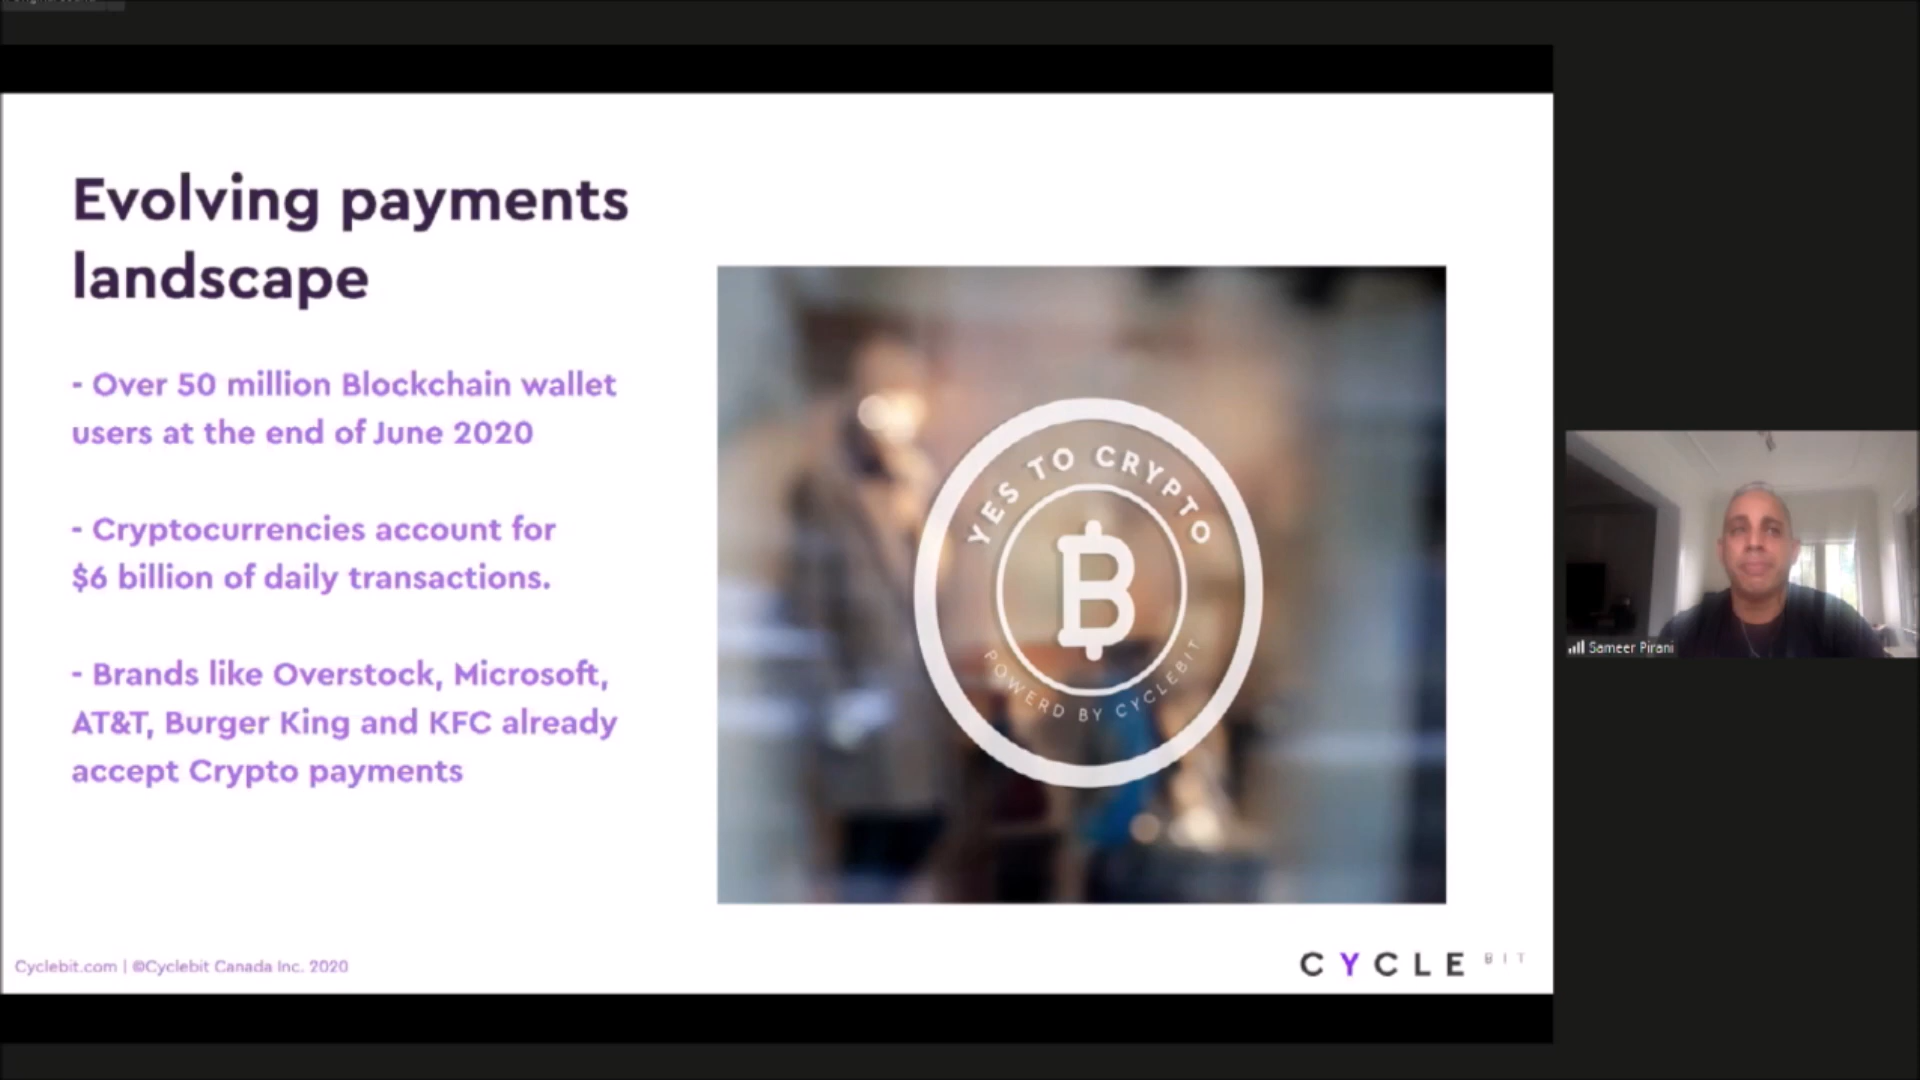 Evolving payments
landscape
- Over 50 million Blockchain wallet
users at the end of June 2020
- Cryptocurrencies account for
$6 billion of daily transactions.
- Brands like Overstock, Microsoft,
AT&T, Burger King and KFC already
accept Crypto payments
YES TO CRYPTO
B
POWERD BY CYCLEBIT
Sameer Pirani
Cyclebit.com | ©Cyclebit Canada Inc. 2020
CYCLE BIT